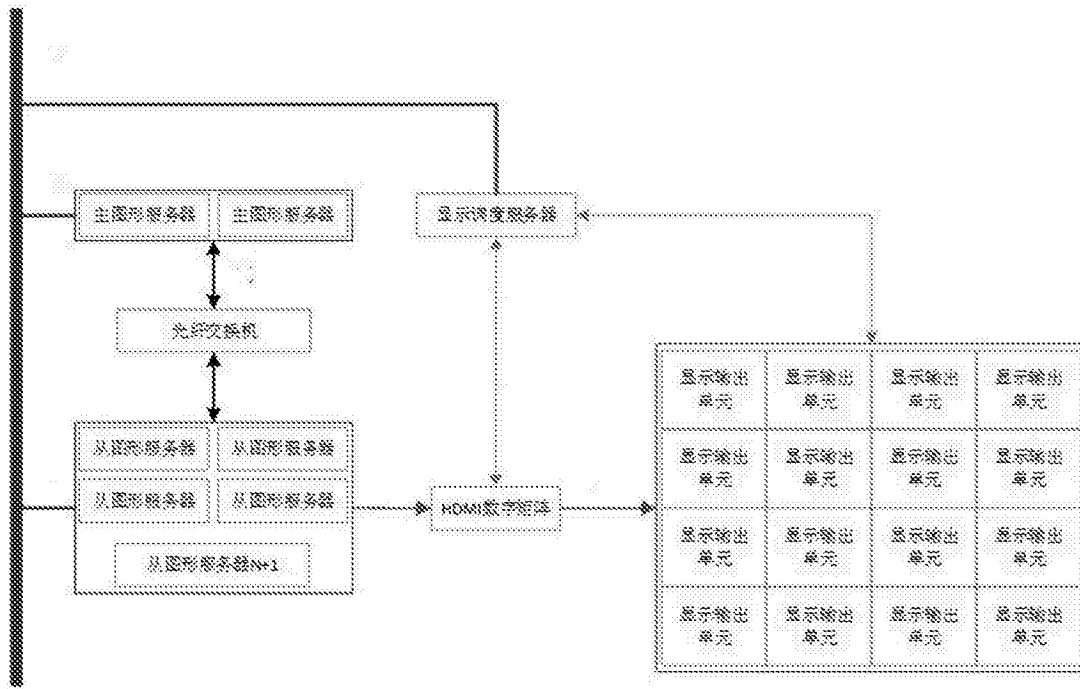 主图形服务器 主图形服务器
显示调度服务器
光纤交换机
从图形服务器 从图形服务器
从图形服务器 从图形服务器
从图形服务器N+1
HDMI数字矩阵
显示输出 显示输出 显示输出 显示输出
单元 单元 单元 单元
显示输出 显示输出 显示输出 显示输出
单元 单元 单元 单元
显示输出 显示输出 显示输出 显示输出
单元 单元 单元 单元
显示输出 显示输出 显示输出 显示输出
单元 单元 单元 单元